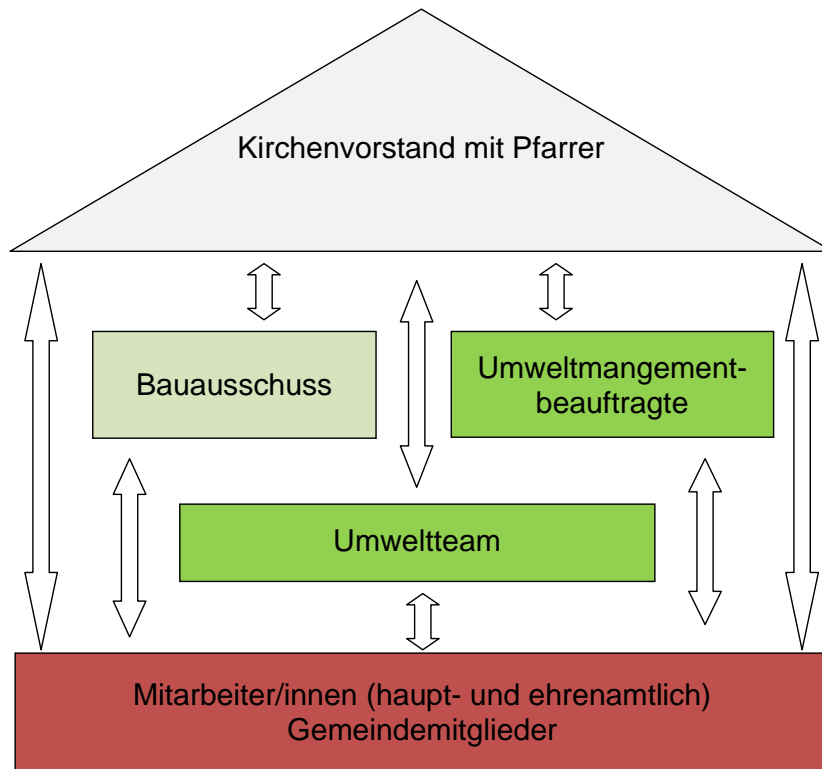 Kirchenvorstand mit Pfarrer
Bauausschuss
Umweltmangement-
beauftragte
Umweltteam
Mitarbeiter/innen (haupt- und ehrenamtlich)
Gemeindemitglieder